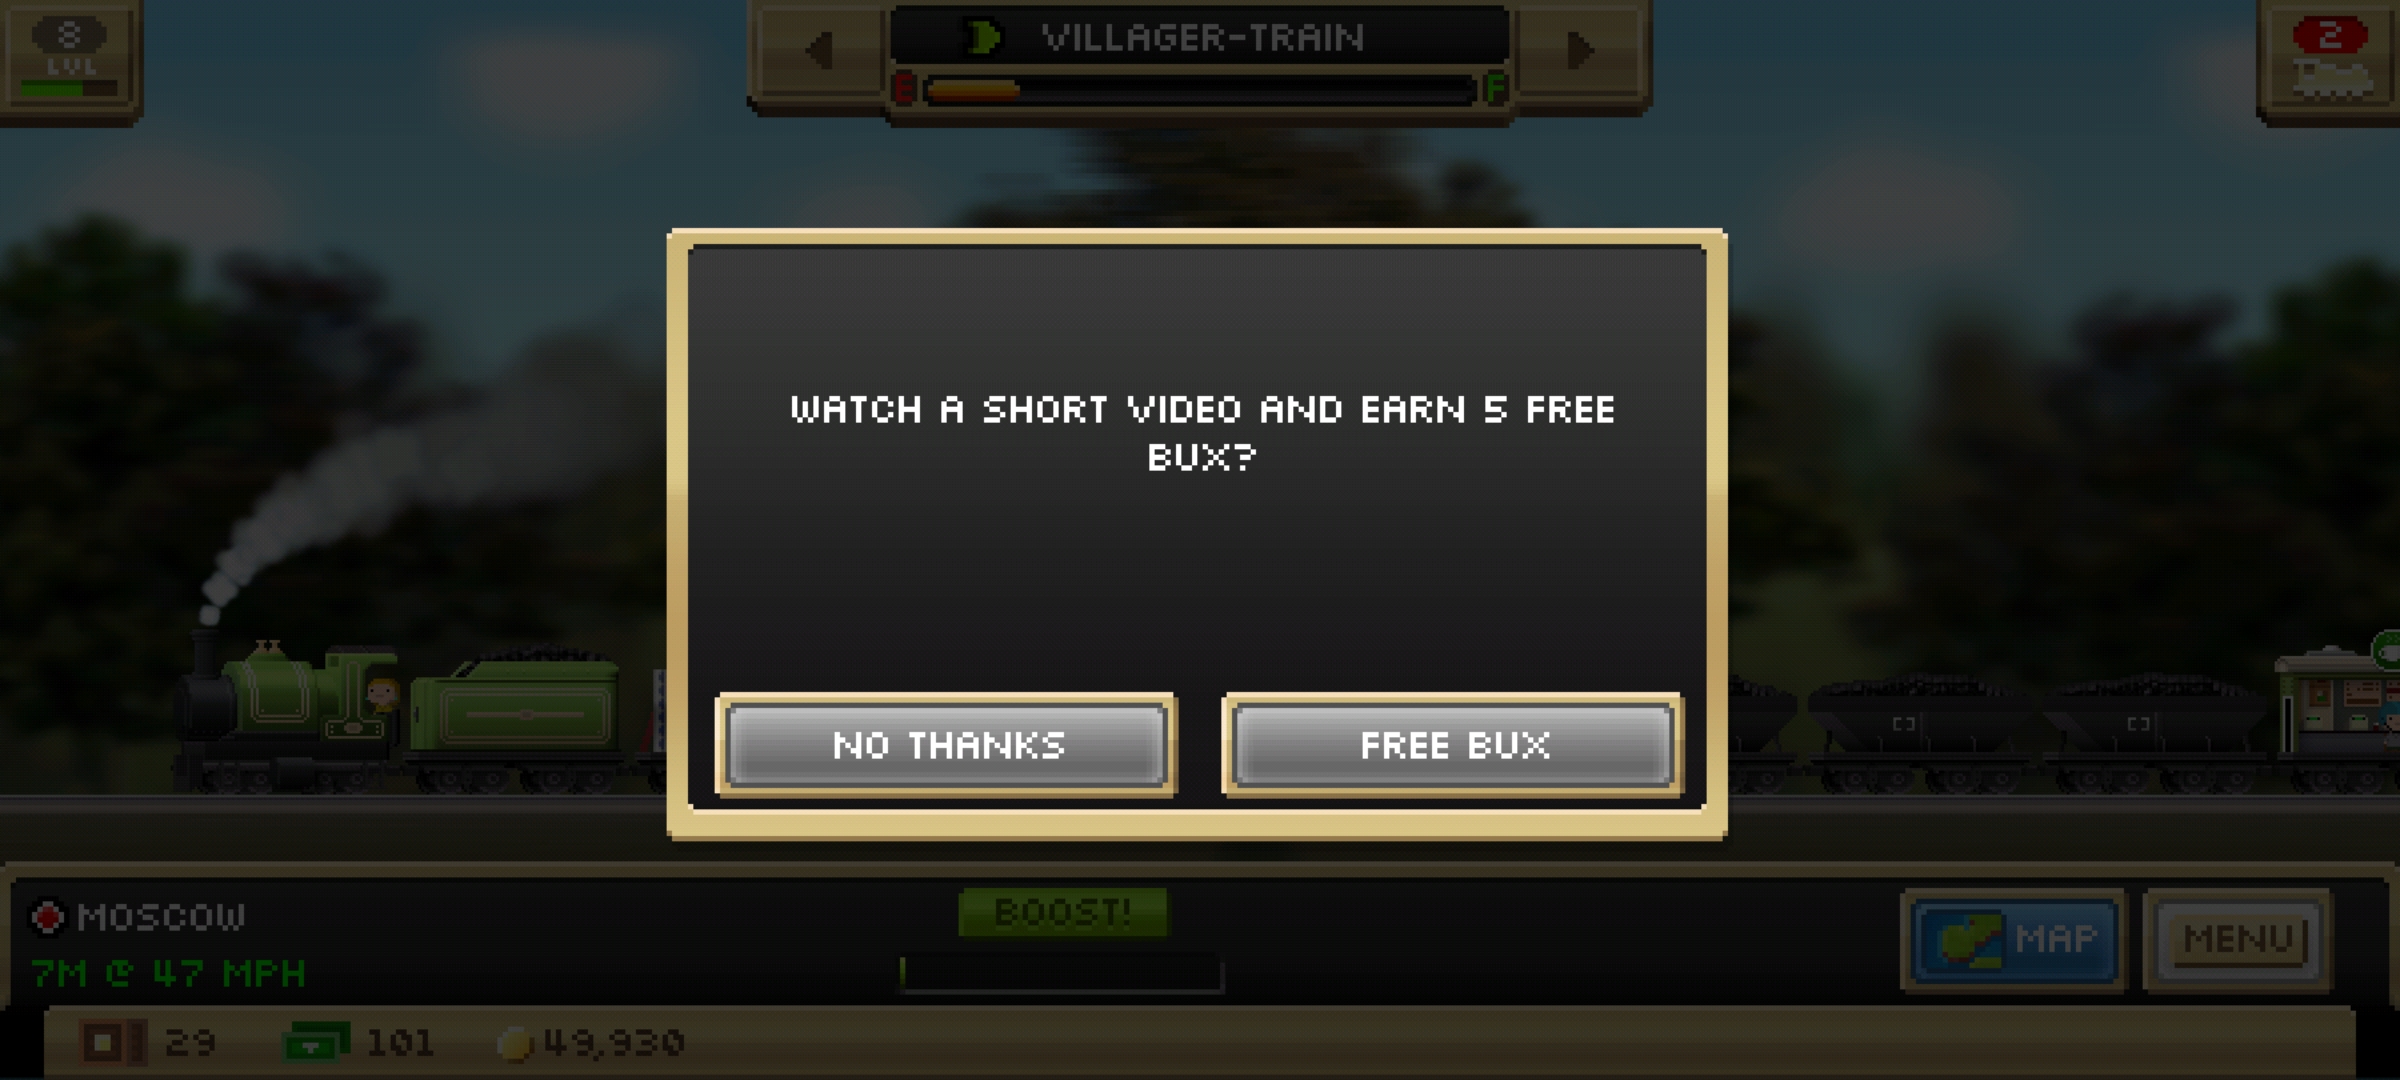 8
LVL
VILLAGER-TRAIN
E F
2
WATCH A SHORT VIDEO AND EARN 5 FREE
BUX?
NO THANKS
FREE BUX
MOSCOW
7M @ 47 MPH
BOOST!
MAP
MENU
29
101
49,930